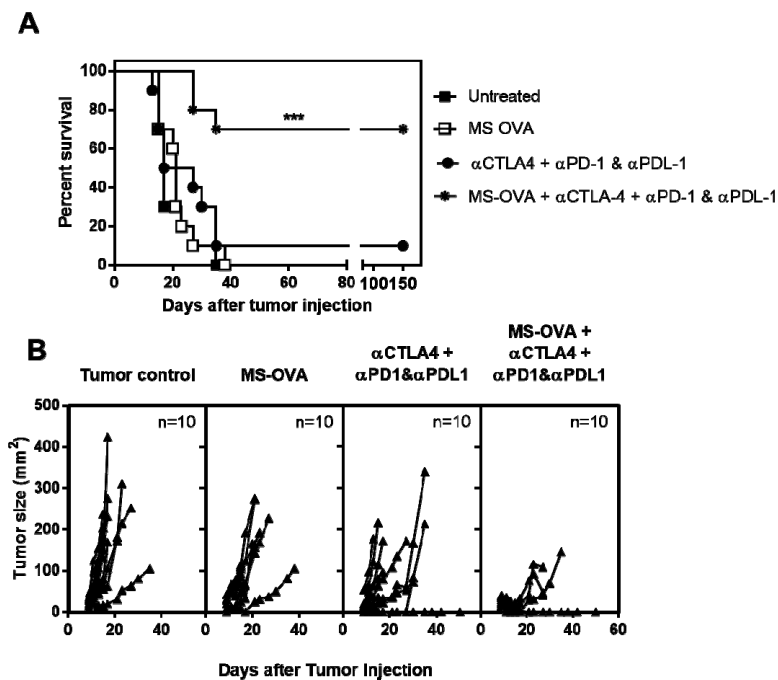 A
100
80
60
40
20
0
Percent survival
***
0 20 40 60 80 100150
Days after tumor injection
Untreated
MS OVA
αCTLA4 + αPD-1 & αPDL-1
MS-OVA + αCTLA-4 + αPD-1 & αPDL-1
B
Tumor control
MS-OVA
αCTLA4 +
αPD1&αPDL1
MS-OVA +
αCTLA4 +
αPD1&αPDL1
500
400
300
200
100
0
Tumor size (mm²)
n=10
n=10
n=10
n=10
0 20 40 0 20 40 0 20 40 0 20 40 60
Days after Tumor Injection